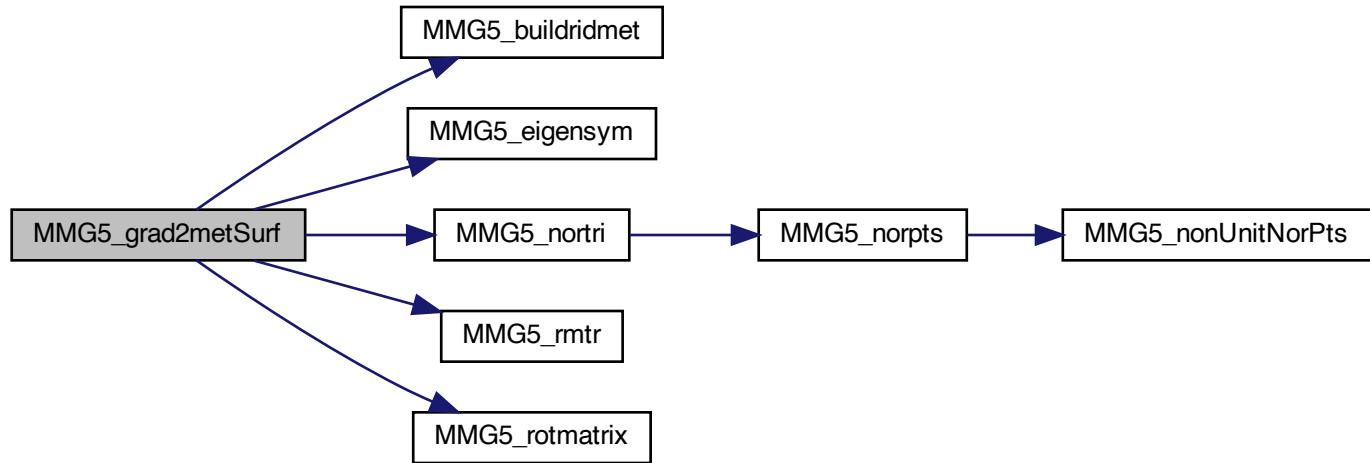 MMG5_buildridmet
MMG5_eigensym
MMG5_grad2metSurf
MMG5_nortri
MMG5_norpts
MMG5_nonUnitNorPts
MMG5_rmtr
MMG5_rotmatrix